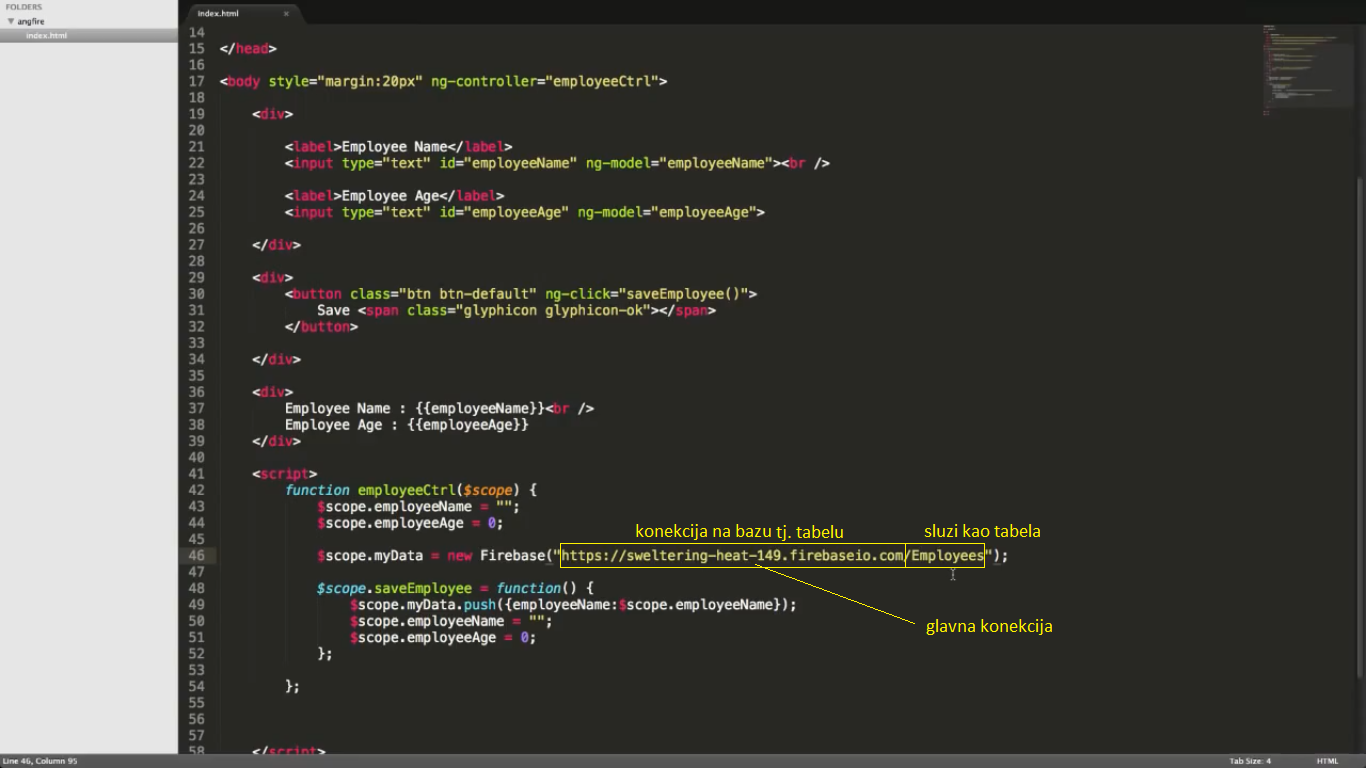 FOLDERS
angfire
index.html
index.html ×
14
15 </head>
16
17 <body style="margin:20px" ng-controller="employeeCtrl">
18
19 <div>
20
21 <label>Employee Name</label>
22 <input type="text" id="employeeName" ng-model="employeeName"><br />
23
24 <label>Employee Age</label>
25 <input type="text" id="employeeAge" ng-model="employeeAge">
26
27 </div>
28
29 <div>
30 <button class="btn btn-default" ng-click="saveEmployee()">
31 Save <span class="glyphicon glyphicon-ok"></span>
32 </button>
33
34 </div>
35
36 <div>
37 Employee Name : {{employeeName}}<br />
38 Employee Age : {{employeeAge}}
39 </div>
40
41 <script>
42 function employeeCtrl($scope) {
43 $scope.employeeName = "";
44 $scope.employeeAge = 0;
45
konekcija na bazu tj. tabelu sluzi kao tabela
46 $scope.myData = new Firebase("https://sweltering-heat-149.firebaseio.com/Employees");
47
48 $scope.saveEmployee = function() {
49 $scope.myData.push({employeeName:$scope.employeeName});
50 $scope.employeeName = "";
glavna konekcija
51 $scope.employeeAge = 0;
52 };
53
54 };
55
56
57
58 </script>
Line 46, Column 95 Tab Size: 4 HTML